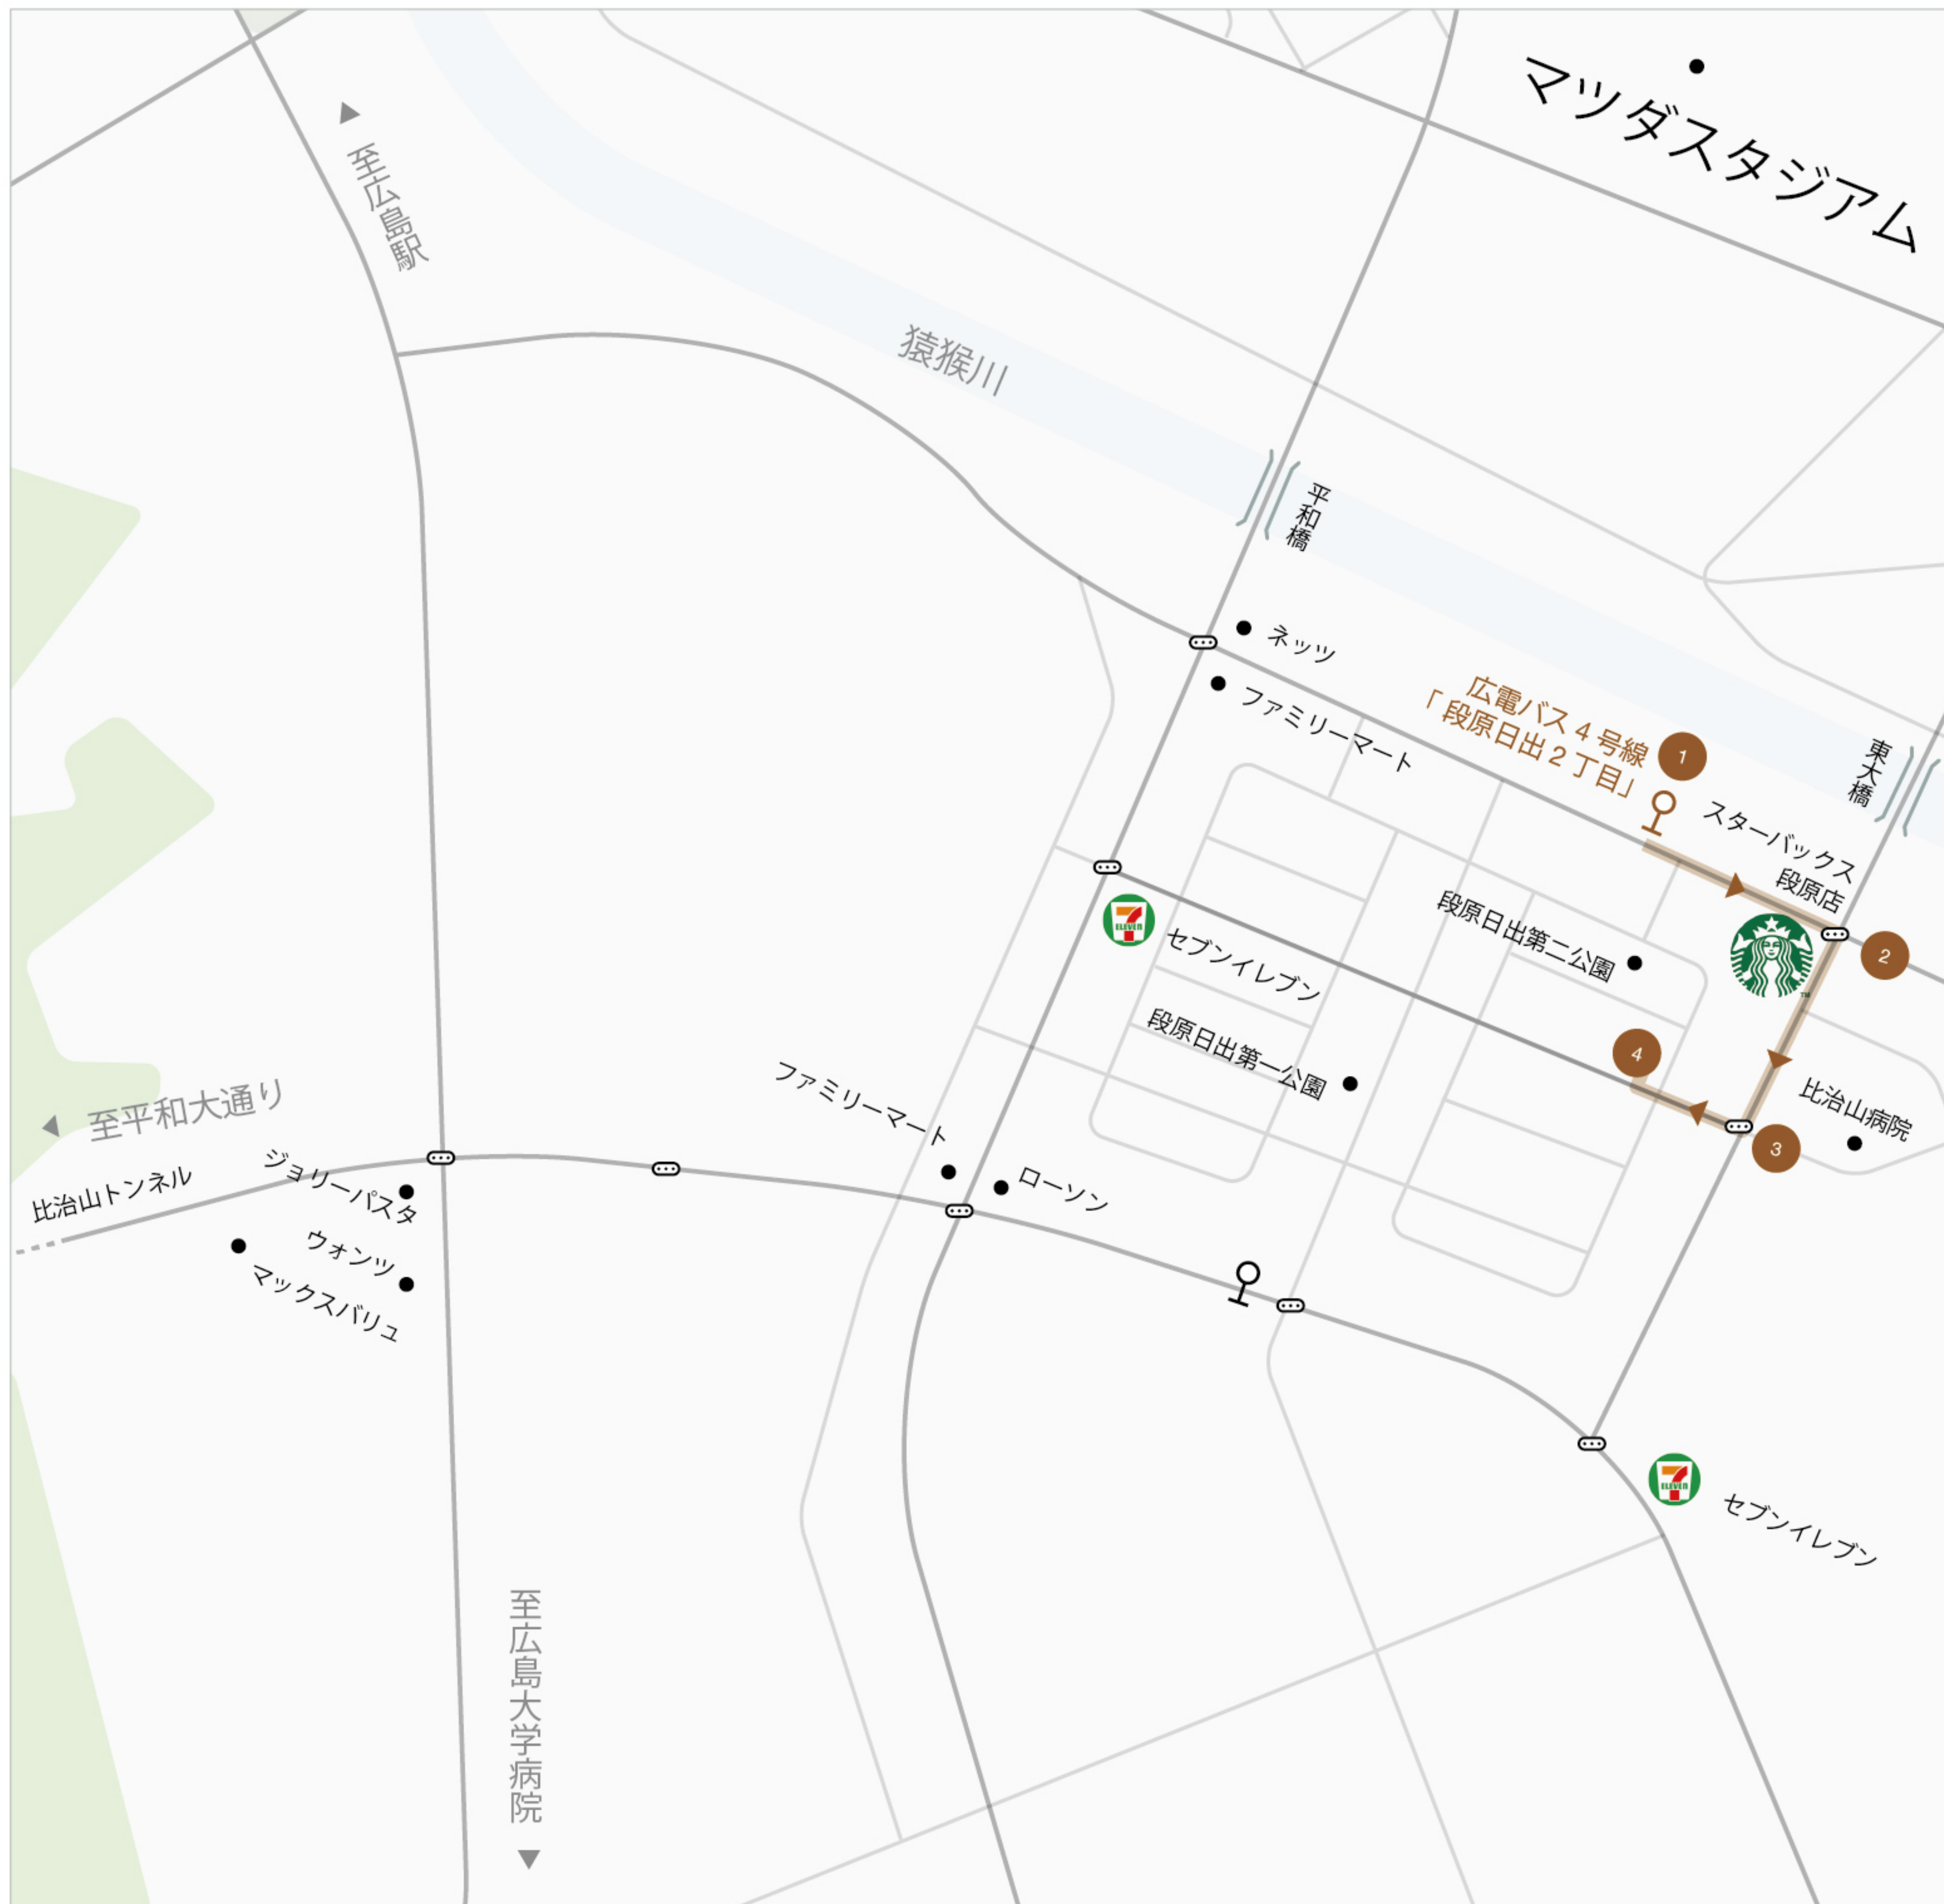 マツダスタジアム
至広島駅
猿猴川
平和橋
ネッツ
ファミリーマート
広電バス4号線
「段原日出2丁目」
1
東大橋
スターバックス
段原店
2
段原日出第二公園
ELEVEN
セブンイレブン
段原日出第一公園
4
3
比治山病院
ファミリーマート
ローソン
至平和大通り
比治山トンネル
ジョリーパスタ
ウォンツ
マックスバリュ
ELEVEN
セブンイレブン
至広島大学病院